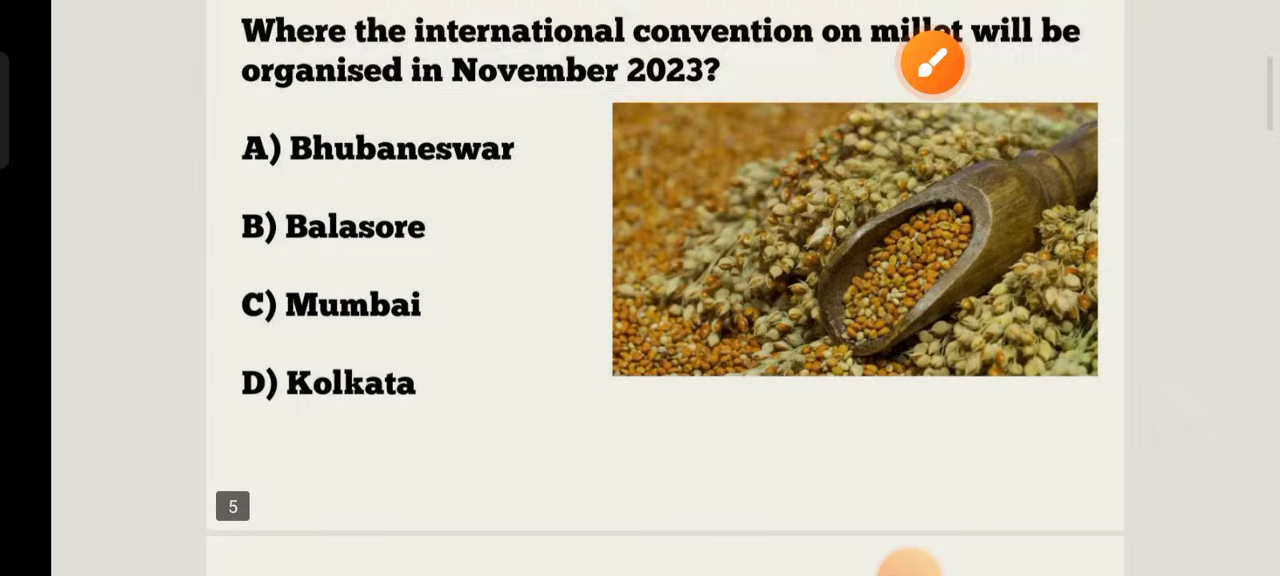 Where the international convention on millet will be
organised in November 2023?
A) Bhubaneswar
B) Balasore
C) Mumbai
D) Kolkata
5